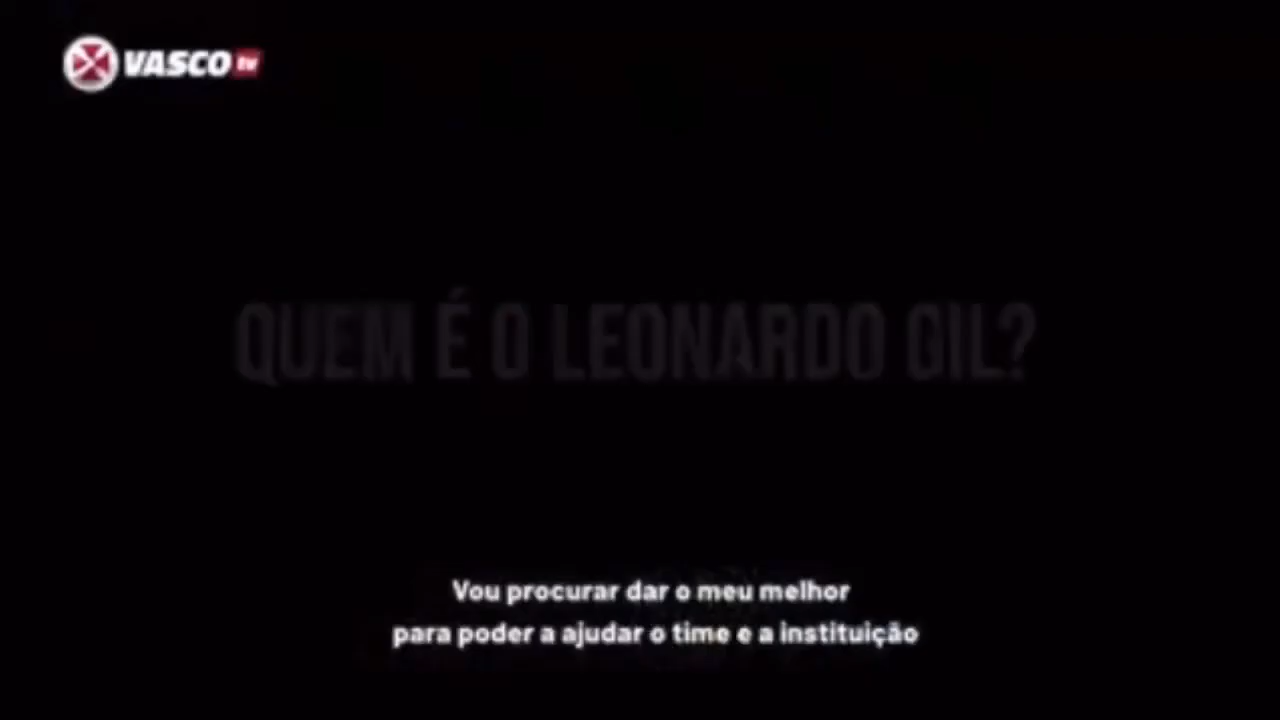 VASCO tv
QUEM É O LEONARDO GIL?
Vou procurar dar o meu melhor
para poder a ajudar o time e a instituição